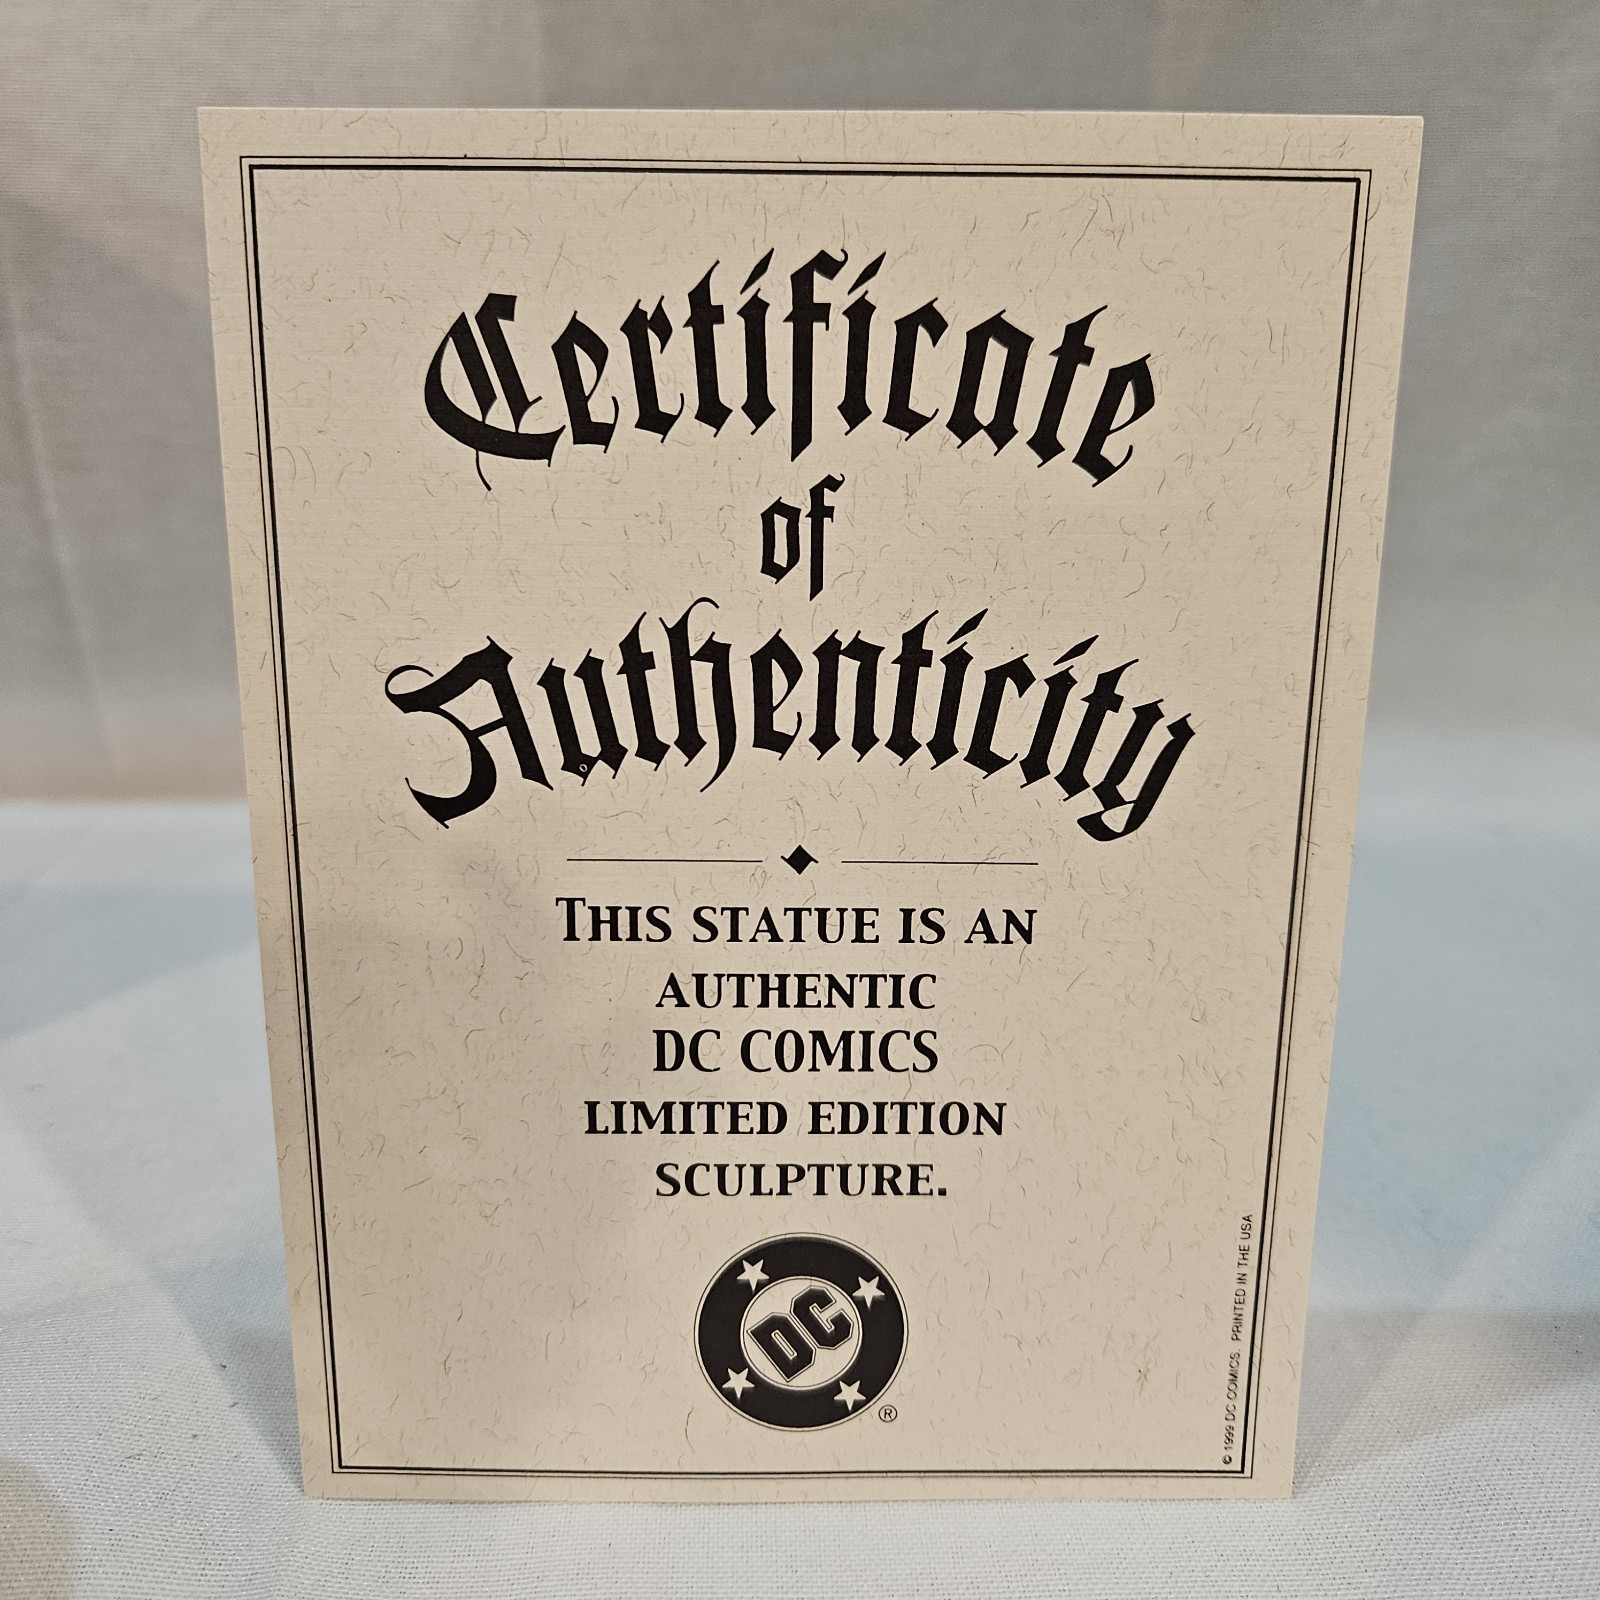 Certificate
of
Authenticity
THIS STATUE IS AN
AUTHENTIC
DC COMICS
LIMITED EDITION
SCULPTURE.
DC
®
© 1999 DC COMICS. PRINTED IN THE USA